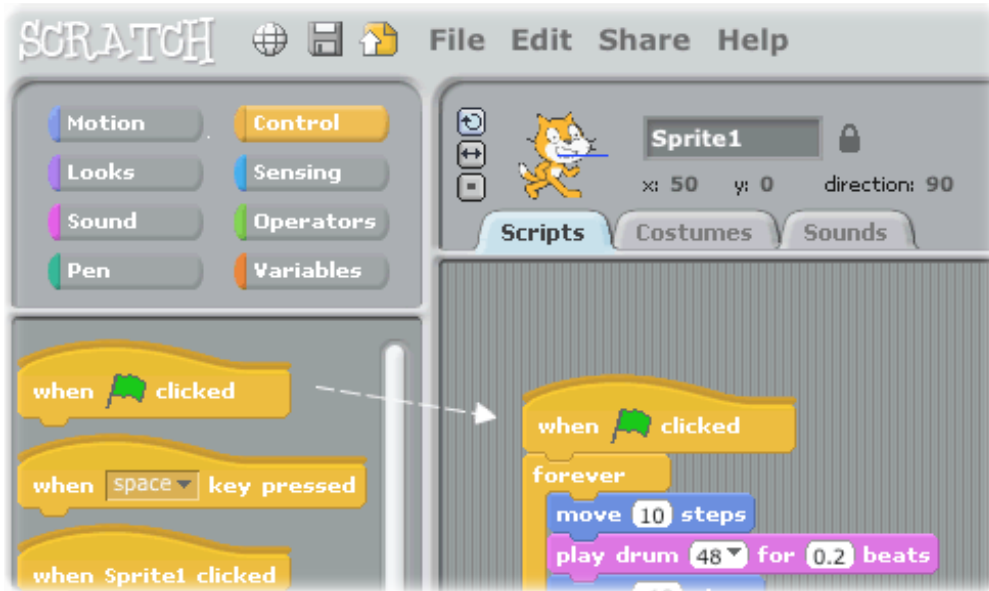 SCRATCH File Edit Share Help
Motion Control
Looks Sensing
Sound Operators
Pen Variables
Sprite1
x: 50 y: 0 direction: 90
Scripts Costumes Sounds
when clicked
when space key pressed
when Sprite1 clicked
when clicked
forever
move 10 steps
play drum 48 for 0.2 beats